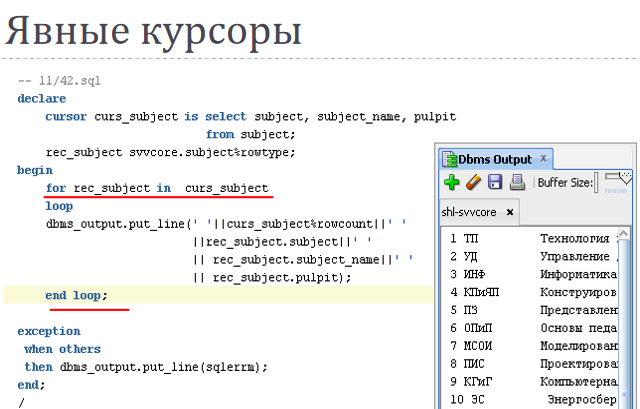 Явные курсоры
-- 11/42.sql
declare
cursor curs_subject is select subject, subject_name, pulpit
from subject;
rec_subject svvcore.subject%rowtype;
begin
for rec_subject in curs_subject
loop
dbms_output.put_line(' '||curs_subject%rowcount||' '
||rec_subject.subject||' '
|| rec_subject.subject_name||' '
|| rec_subject.pulpit);
end loop;
exception
when others
then dbms_output.put_line(sqlerrm);
end;
/
Dbms Output x
Buffer Size:
shl-svvcore x
1 ТП Технология
2 УД Управление
3 ИНФ Информатика
4 КПиЯП Конструиров
5 ПЗ Представлен
6 ОПиП Основы педа
7 МСОИ Моделирован
8 ПИС Проектирова
9 КГиГ Компьютерна
10 ЭС Энергосбер